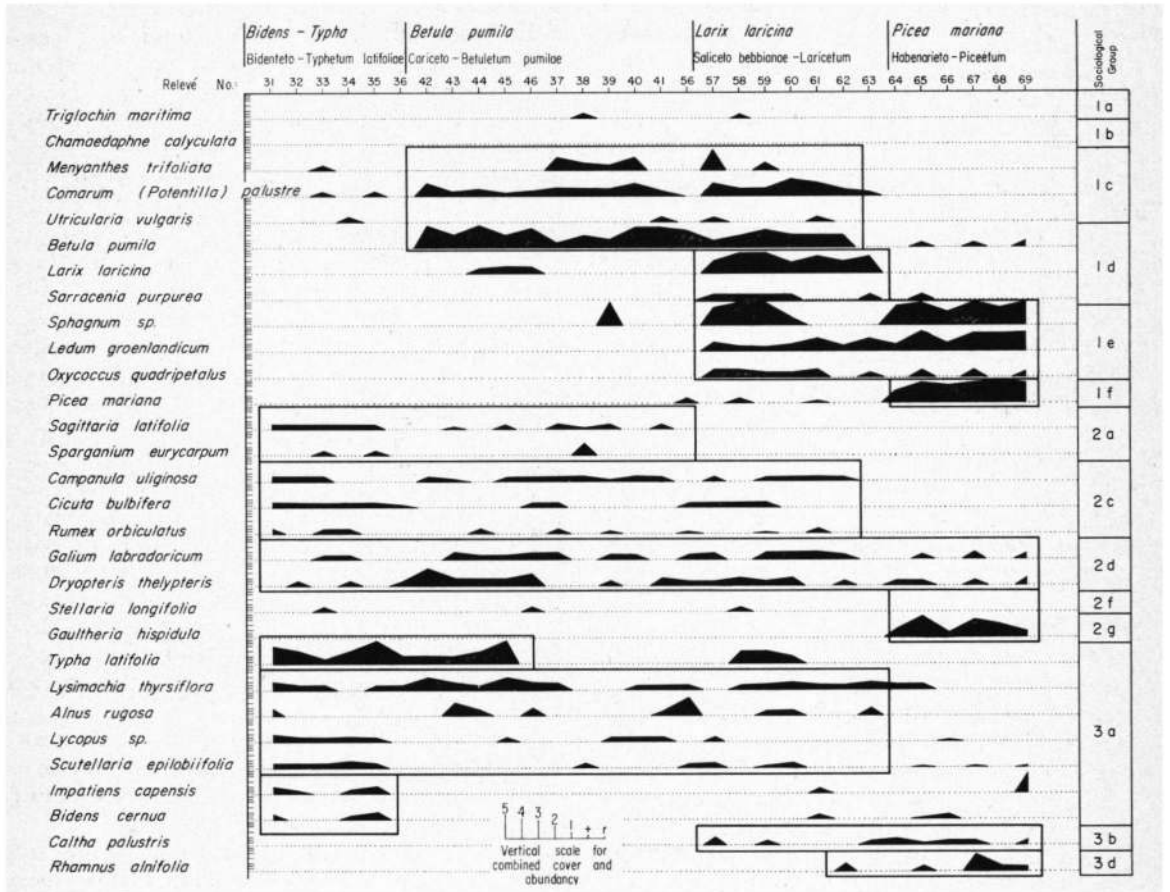 Bidens - Typha Betula pumila Larix laricina Picea mariana
Bidenteto - Typhetum latifoliae Cariceto - Betuletum pumilae Saliceto bebbianae - Laricetum Habenarieto - Piceetum
Sociological Group
Relevé No: 31 32 33 34 35 36 42 43 44 45 46 37 38 39 40 41 56 57 58 59 60 61 62 63 64 65 66 67 68 69
Triglochin maritima 1a
Chamaedaphne calyculata 1b
Menyanthes trifoliata
Comarum (Potentilla) palustre 1c
Utricularia vulgaris
Betula pumila
Larix laricina 1d
Sarracenia purpurea
Sphagnum sp.
Ledum groenlandicum 1e
Oxycoccus quadripetalus
Picea mariana 1f
Sagittaria latifolia 2a
Sparganium eurycarpum
Campanula uliginosa
Cicuta bulbifera 2c
Rumex orbiculatus
Galium labradoricum 2d
Dryopteris thelypteris
Stellaria longifolia 2f
Gaultheria hispidula 2g
Typha latifolia
Lysimachia thyrsiflora
Alnus rugosa 3a
Lycopus sp.
Scutellaria epilobiifolia
Impatiens capensis
Bidens cernua
5 4 3 2 1 + r
Caltha palustris 3b
Vertical scale for
combined cover and
abundancy
Rhamnus alnifolia 3d